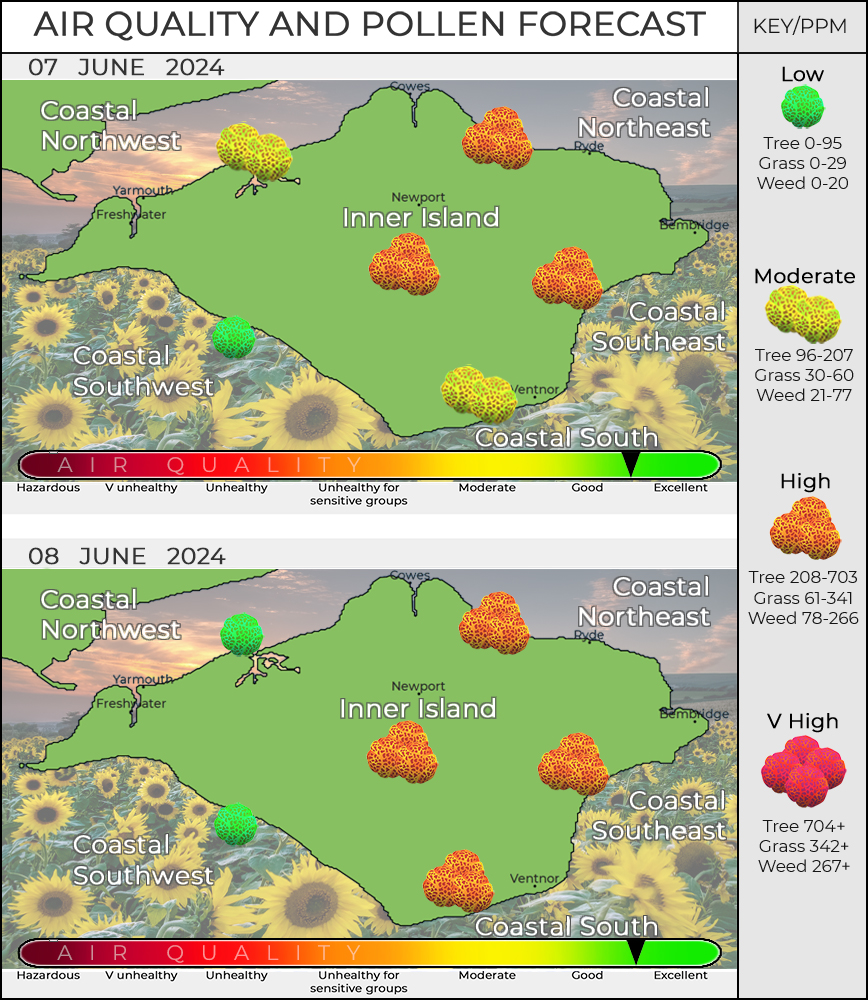 AIR QUALITY AND POLLEN FORECAST
KEY/PPM
07 JUNE 2024
Coastal
Northwest
Cowes
Coastal
Northeast
Ryde
Yarmouth
Freshwater
Newport
Inner Island
Bembridge
Coastal
Southeast
Coastal
Southwest
Ventnor
Coastal South
AIR QUALITY
Hazardous
V unhealthy
Unhealthy
Unhealthy for
sensitive groups
Moderate
Good
Excellent
08 JUNE 2024
Coastal
Northwest
Cowes
Coastal
Northeast
Ryde
Yarmouth
Freshwater
Newport
Inner Island
Bembridge
Coastal
Southeast
Coastal
Southwest
Ventnor
Coastal South
AIR QUALITY
Hazardous
V unhealthy
Unhealthy
Unhealthy for
sensitive groups
Moderate
Good
Excellent
Low
Tree 0-95
Grass 0-29
Weed 0-20
Moderate
Tree 96-207
Grass 30-60
Weed 21-77
High
Tree 208-703
Grass 61-341
Weed 78-266
V High
Tree 704+
Grass 342+
Weed 267+